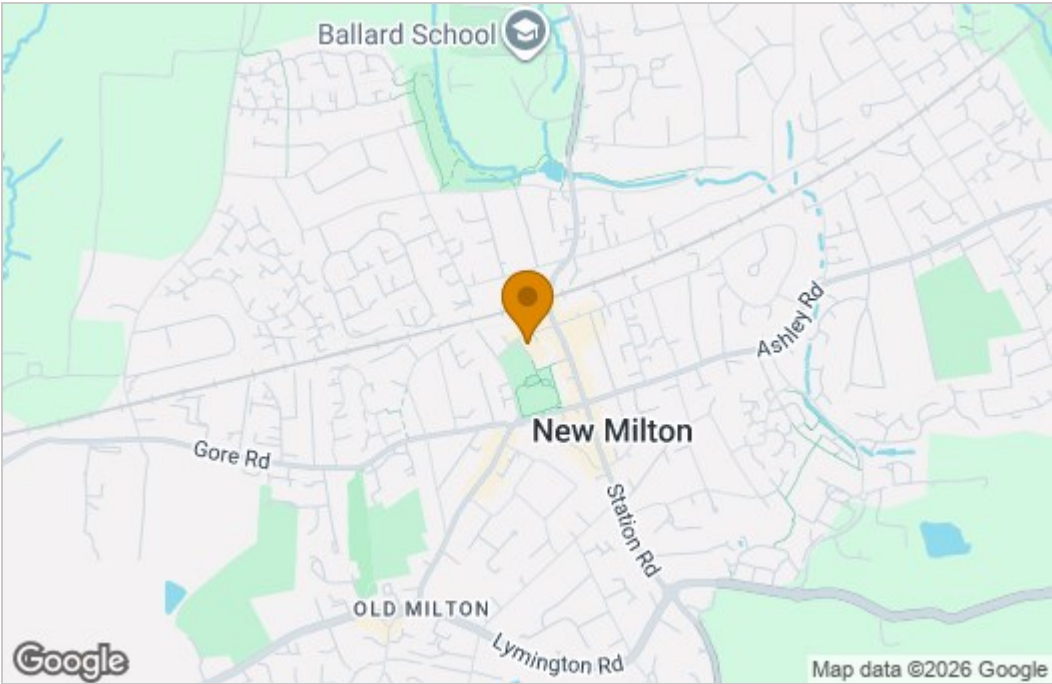 Ballard School
Ashley Rd
New Milton
Gore Rd
Station Rd
OLD MILTON
Lymington Rd
Google
Map data ©2026 Google